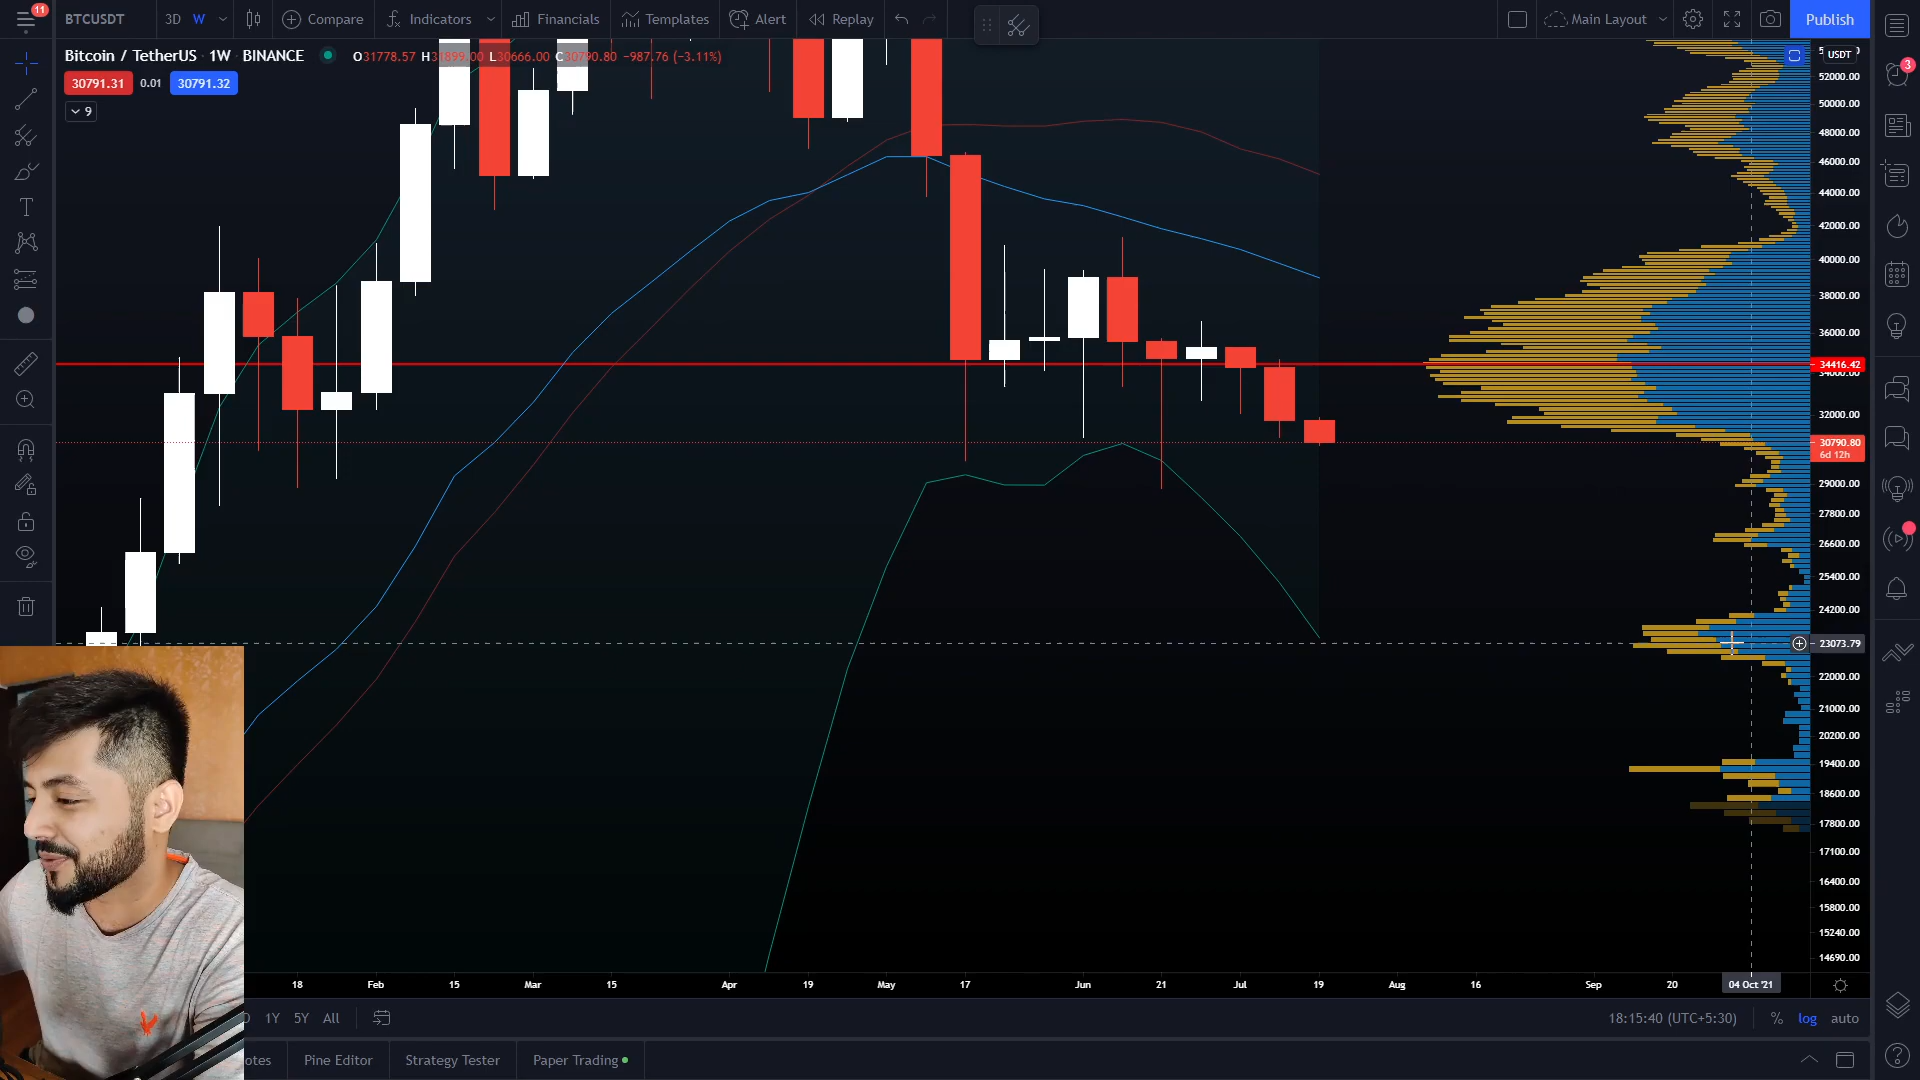 11
BTCUSDT
3D W
Compare
Indicators
Financials
Templates
Alert
Replay
Main Layout
Publish
Bitcoin / TetherUS · 1W · BINANCE
O31778.57 H31899.00 L30666.00 C30790.80 -987.76 (-3.11%)
30791.31 0.01 30791.32
9
USDT
52000.00
50000.00
48000.00
46000.00
44000.00
42000.00
40000.00
38000.00
36000.00
34416.42
34000.00
32000.00
30790.80
6d 12h
29000.00
27800.00
26600.00
25400.00
24200.00
23073.79
22000.00
21000.00
20200.00
19400.00
18600.00
17800.00
17100.00
16400.00
15800.00
15240.00
14690.00
3
18 Feb 15 Mar 15 Apr 19 May 17 Jun 21 Jul 19 Aug 16 Sep 20 04 Oct '21
1Y 5Y All
18:15:40 (UTC+5:30) % log auto
otes Pine Editor Strategy Tester Paper Trading